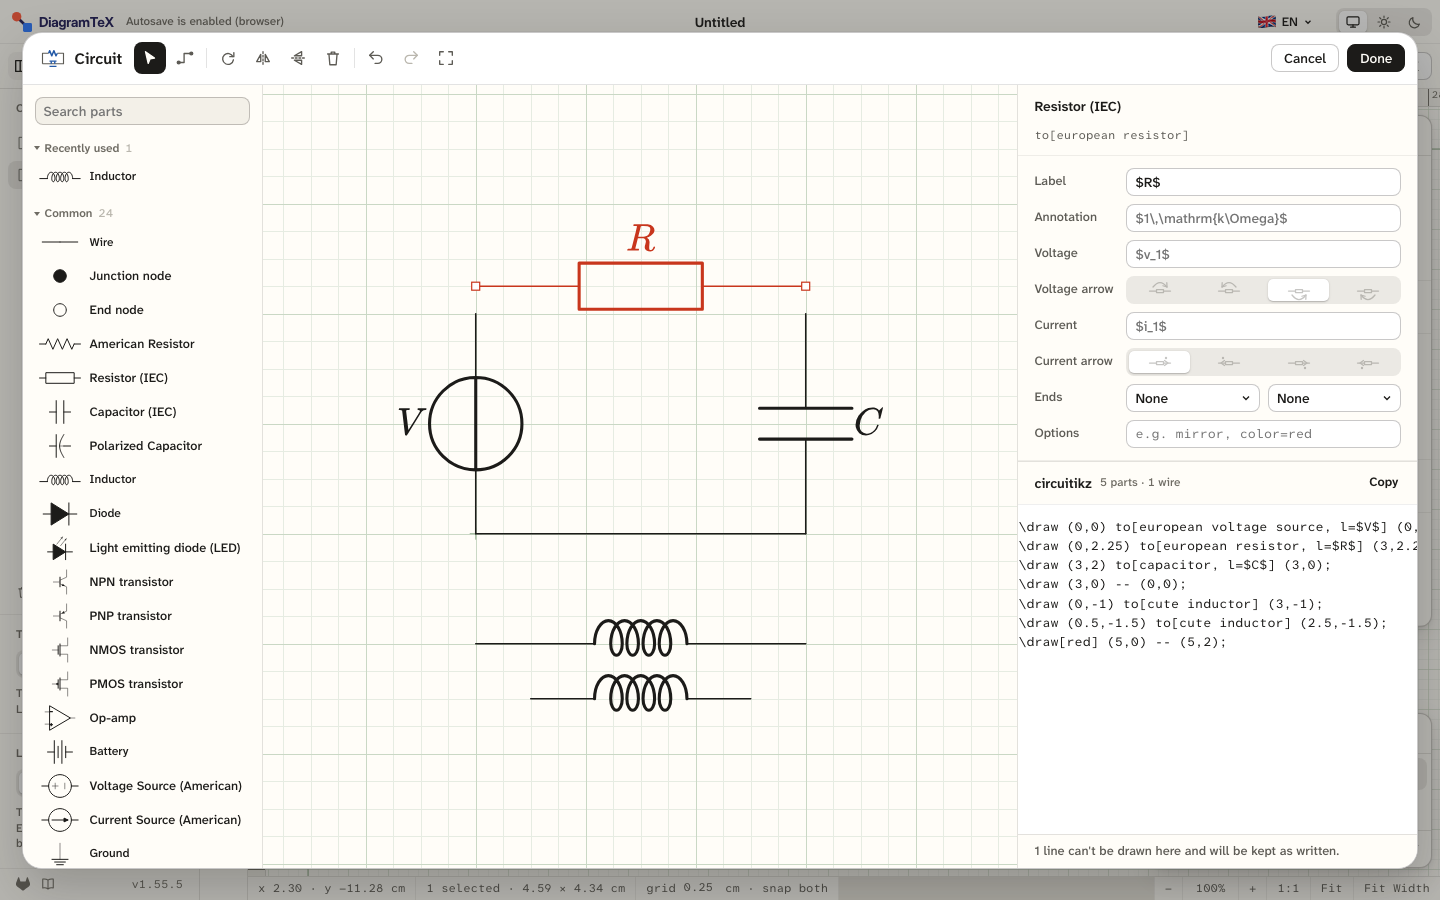 DiagramTeX
Autosave is enabled (browser)
Untitled
EN
Circuit
Cancel
Done
Search parts
Recently used 1
Inductor
Common 24
Wire
Junction node
End node
American Resistor
Resistor (IEC)
Capacitor (IEC)
Polarized Capacitor
Inductor
Diode
Light emitting diode (LED)
NPN transistor
PNP transistor
NMOS transistor
PMOS transistor
Op-amp
Battery
Voltage Source (American)
Current Source (American)
Ground
R
V
C
Resistor (IEC)
to[european resistor]
Label
$R$
Annotation
$1\,\mathrm{k\Omega}$
Voltage
$v_1$
Voltage arrow
Current
$i_1$
Current arrow
Ends
None
None
Options
e.g. mirror, color=red
circuitikz 5 parts · 1 wire
Copy
\draw (0,0) to[european voltage source, l=$V$] (0,
\draw (0,2.25) to[european resistor, l=$R$] (3,2.2
\draw (3,2) to[capacitor, l=$C$] (3,0);
\draw (3,0) -- (0,0);
\draw (0,-1) to[cute inductor] (3,-1);
\draw (0.5,-1.5) to[cute inductor] (2.5,-1.5);
\draw[red] (5,0) -- (5,2);
1 line can't be drawn here and will be kept as written.
v1.55.5
x 2.30 · y −11.28 cm
1 selected · 4.59 × 4.34 cm
grid 0.25 cm · snap both
− 100% +
1:1
Fit
Fit Width